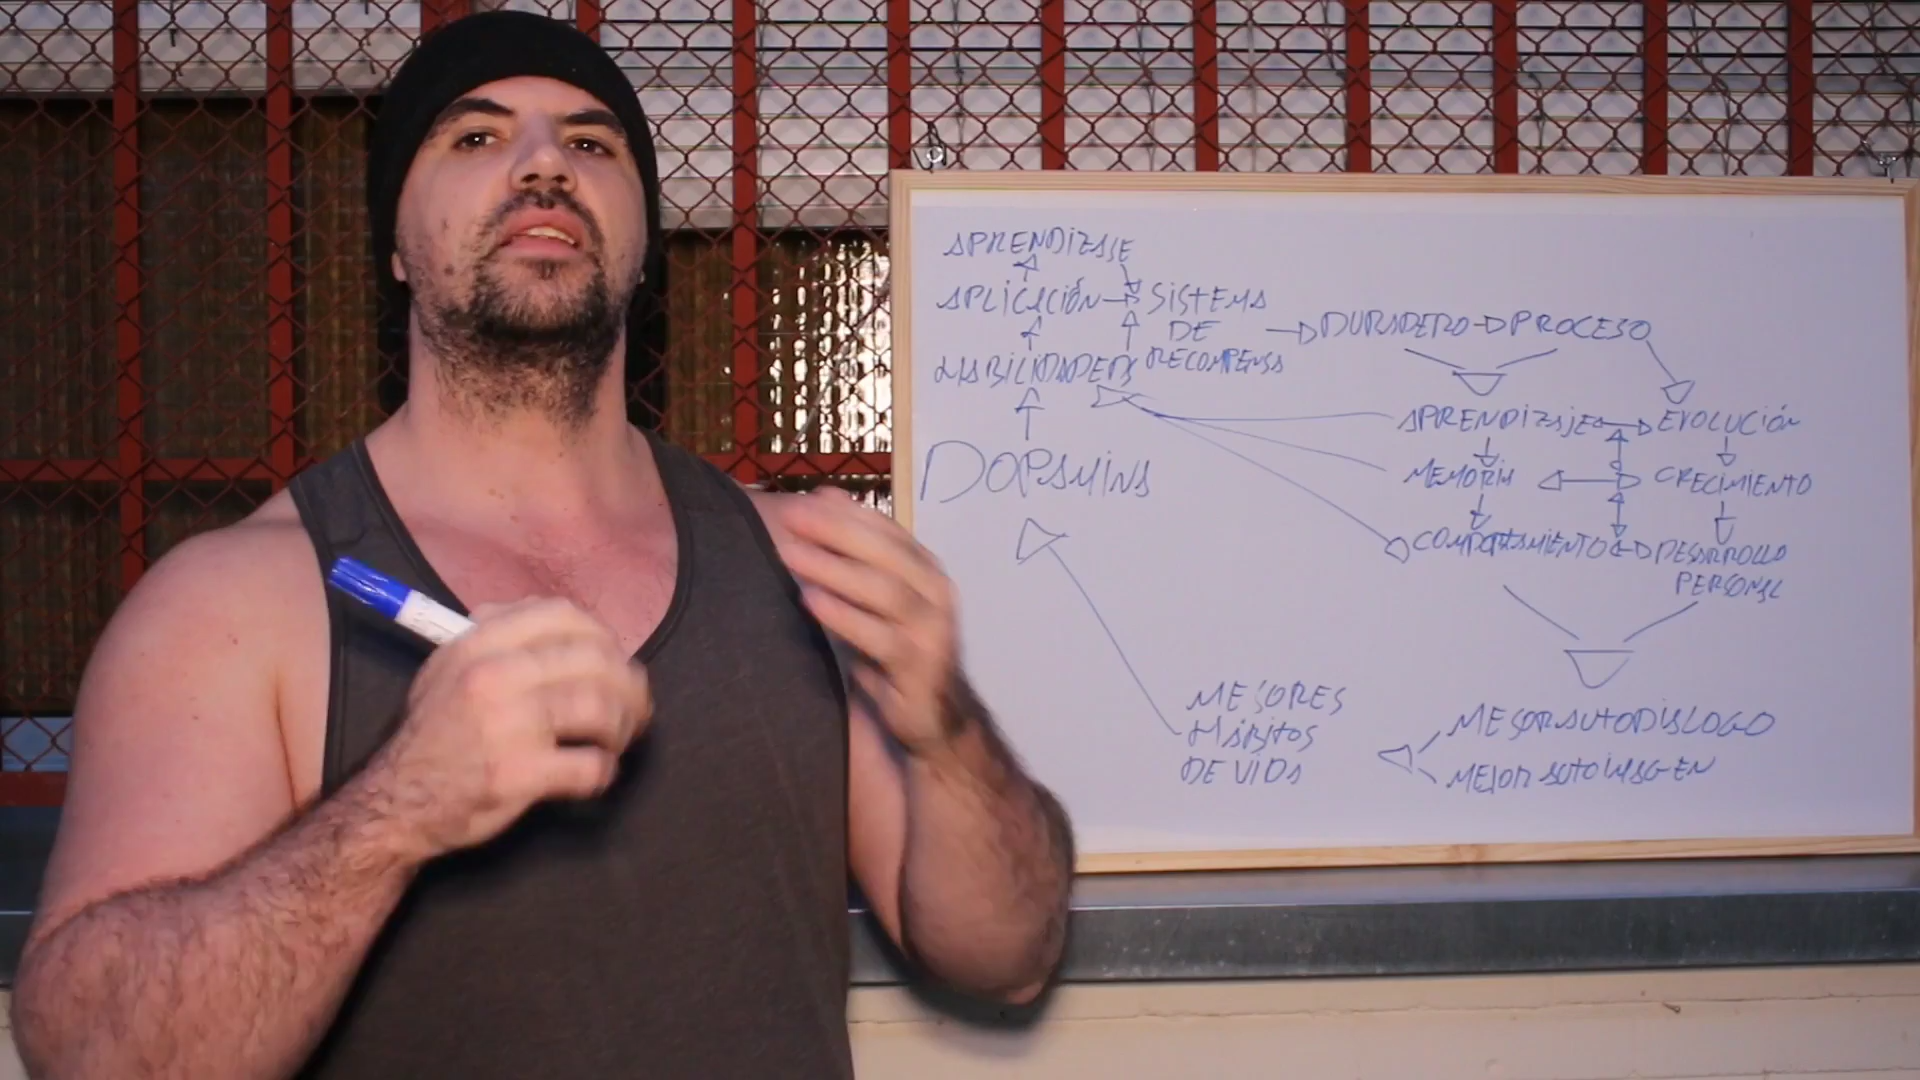 APRENDIZAJE
APLICACIÓN
SISTEMA
DE
RECOMPENSA
HABILIDADES
DOPAMINA
DURADERO
PROCESO
APRENDIZAJE
EVOLUCIÓN
MEMORIA
CRECIMIENTO
COMPORTAMIENTO
DESARROLLO
PERSONAL
MEJORES
HÁBITOS
DE VIDA
MEJOR AUTODIALOGO
MEJOR AUTOIMAGEN